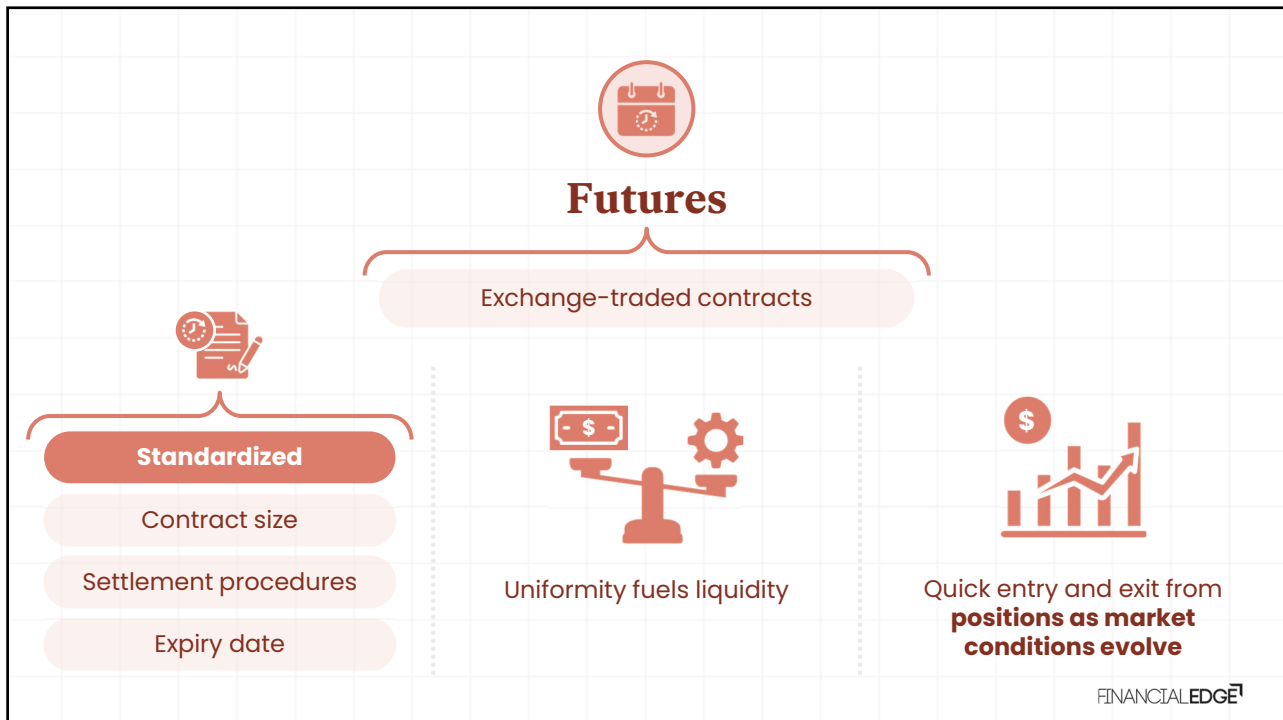 Futures
Exchange-traded contracts
Standardized
Contract size
Settlement procedures
Expiry date
$
Uniformity fuels liquidity
$
Quick entry and exit from
positions as market
conditions evolve
FINANCIALEDGE